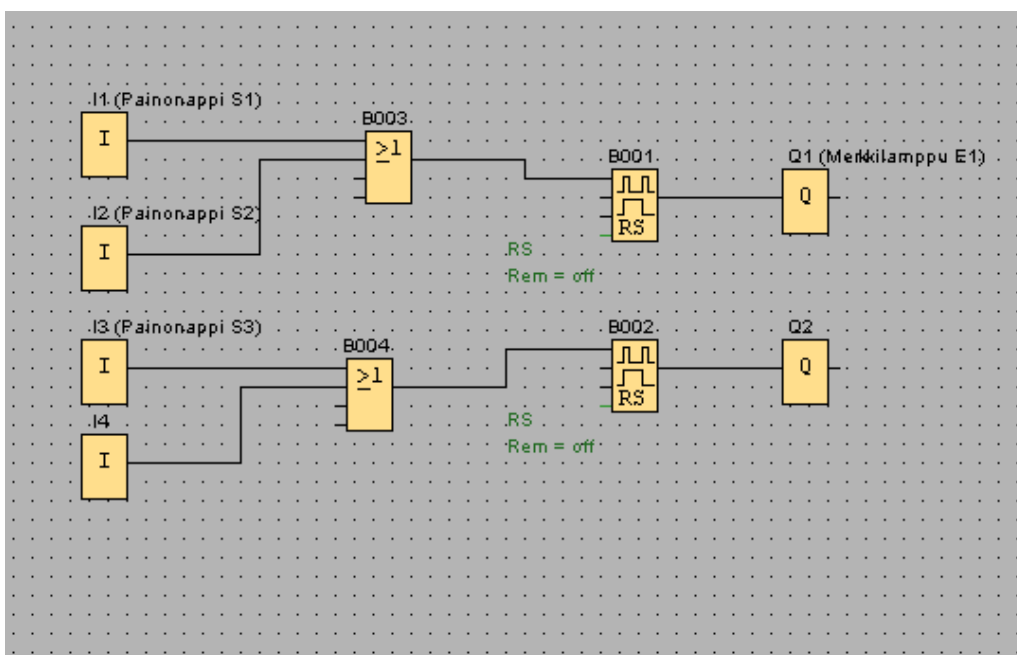 I1 (Painonappi S1)
I
B003
≥1
I2 (Painonappi S2)
I
B001
RS
Q1 (Merkkilamppu E1)
Q
RS
Rem = off
I3 (Painonappi S3)
I
B004
≥1
I4
I
B002
RS
Q2
Q
RS
Rem = off